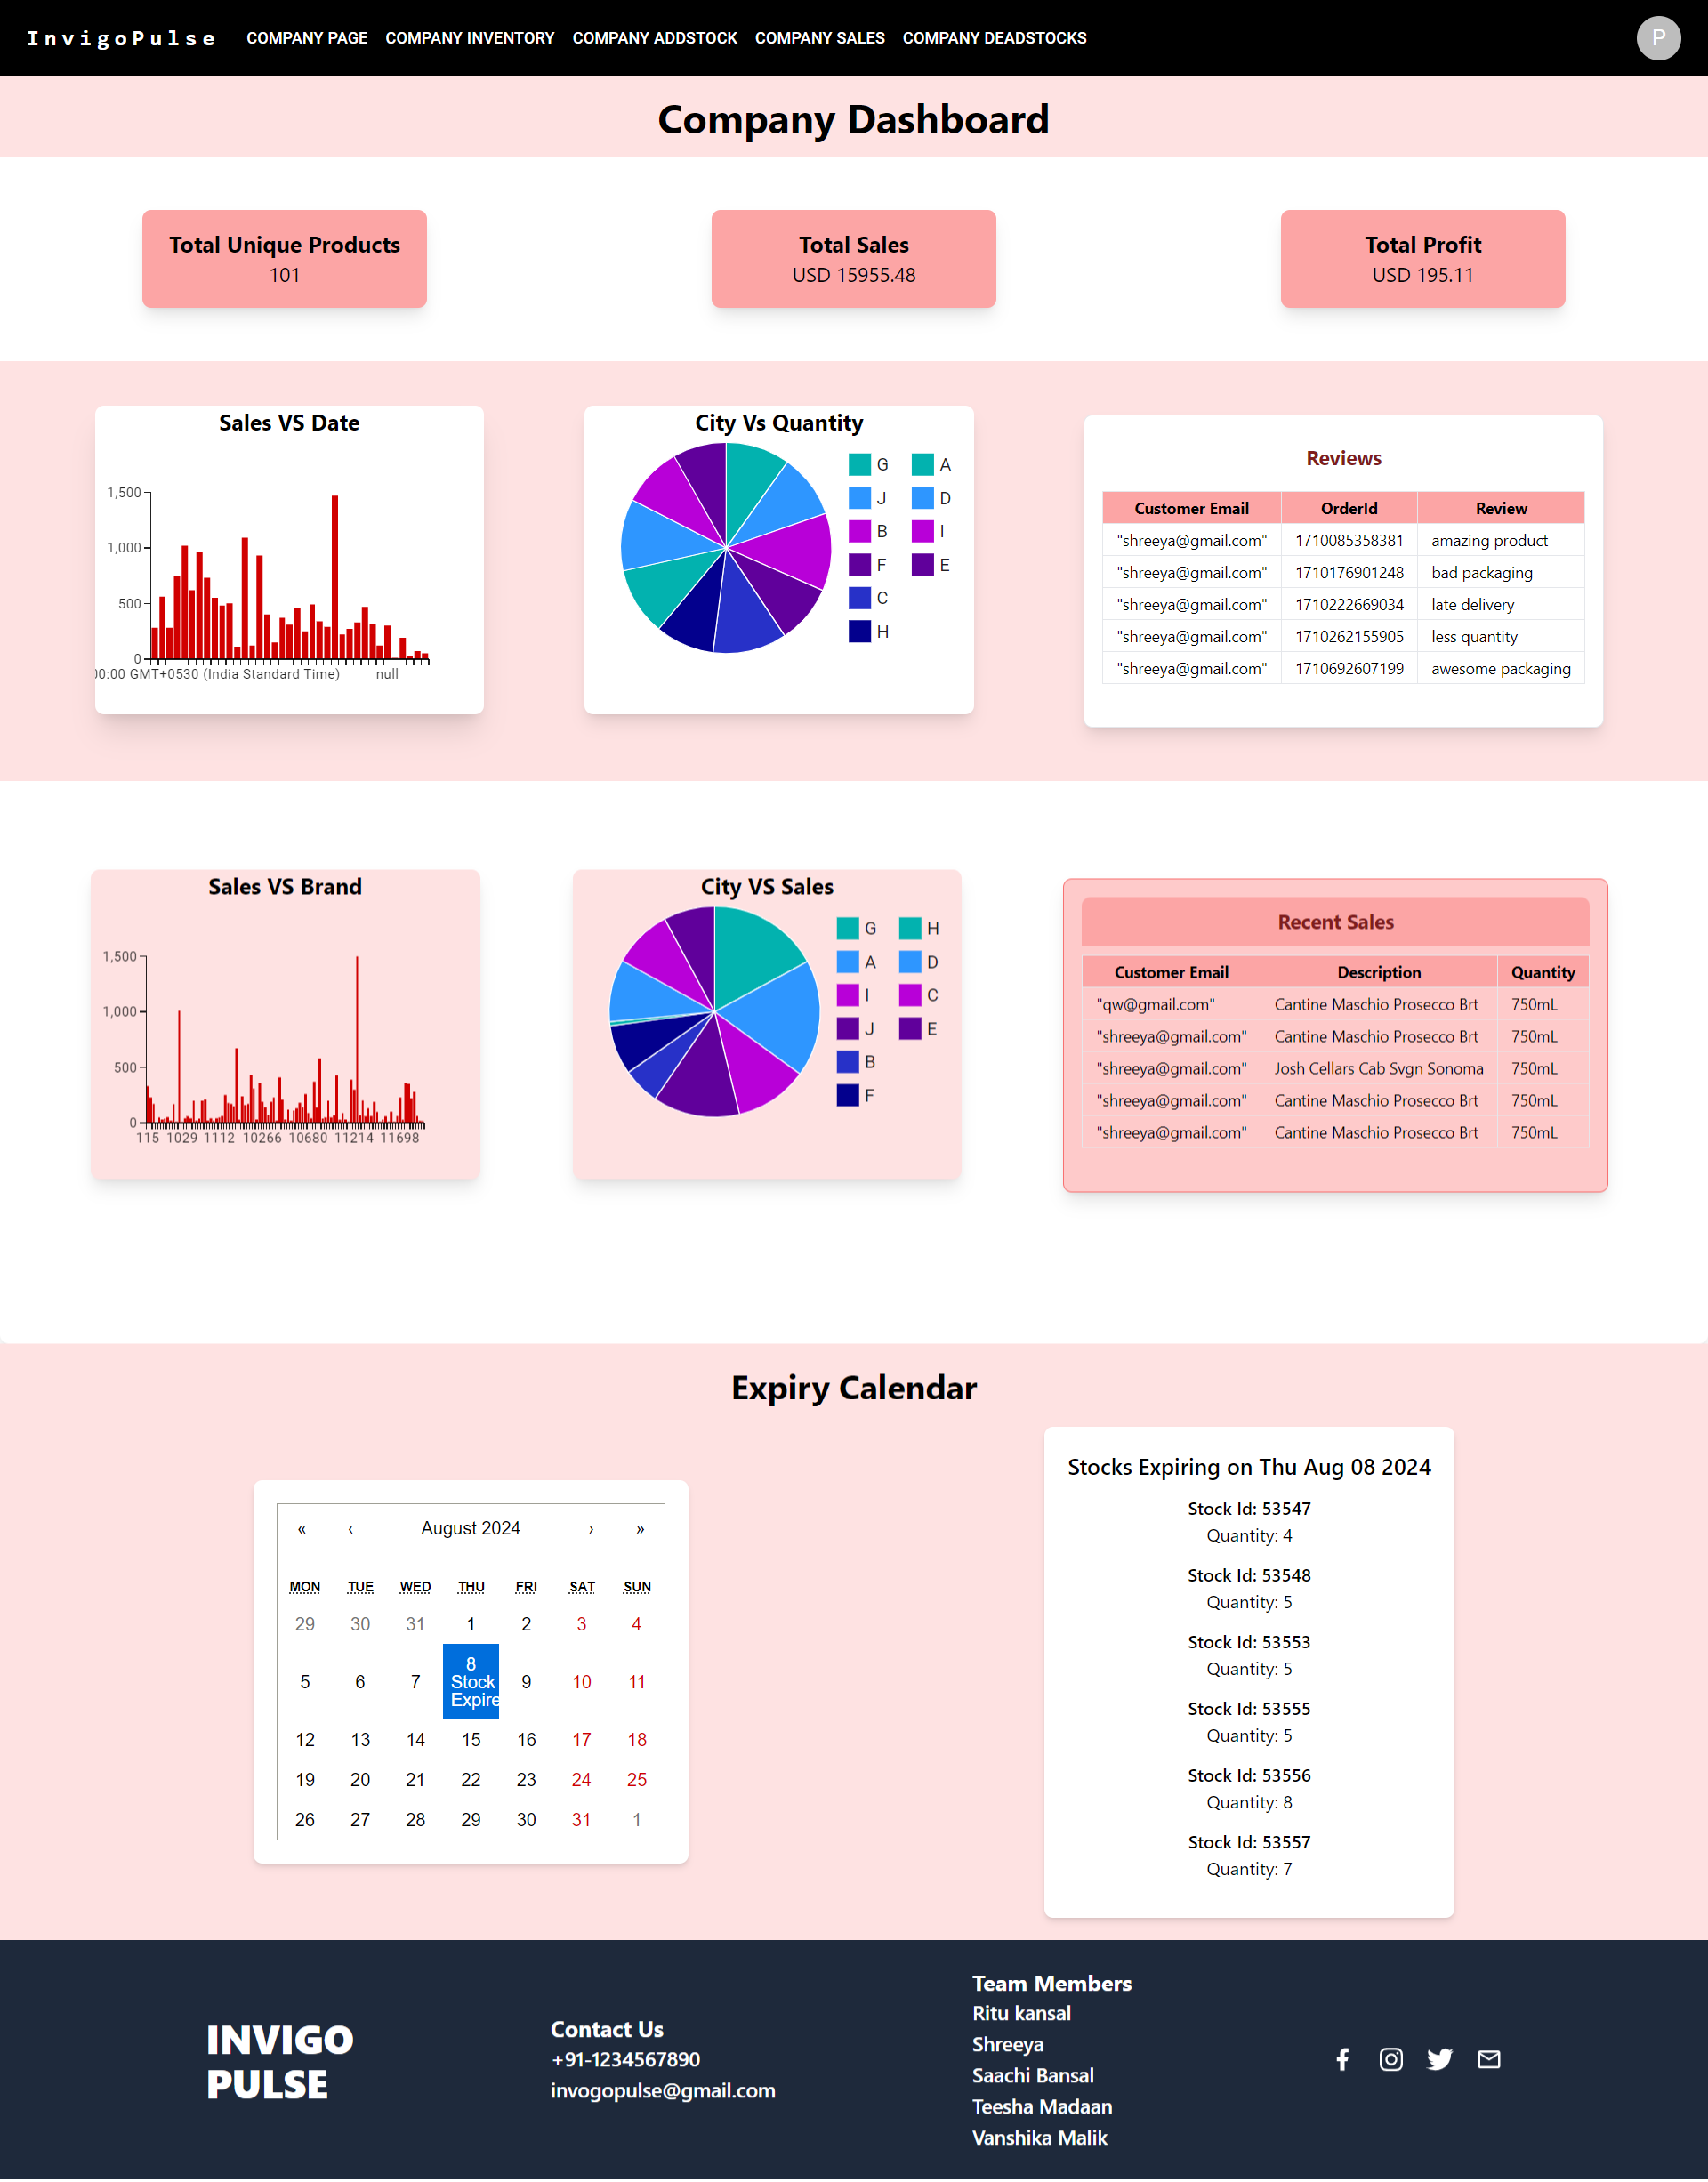 InvigoPulse COMPANY PAGE COMPANY INVENTORY COMPANY ADDSTOCK COMPANY SALES COMPANY DEADSTOCKS P
Company Dashboard
Total Unique Products
101
Total Sales
USD 15955.48
Total Profit
USD 195.11
Sales VS Date
1,500
1,000
500
0
00:00 GMT+0530 (India Standard Time) null
City Vs Quantity
G A
J D
B I
F E
C
H
Reviews
Customer Email OrderId Review
"shreeya@gmail.com" 1710085358381 amazing product
"shreeya@gmail.com" 1710176901248 bad packaging
"shreeya@gmail.com" 1710222669034 late delivery
"shreeya@gmail.com" 1710262155905 less quantity
"shreeya@gmail.com" 1710692607199 awesome packaging
Sales VS Brand
1,500
1,000
500
0
115 1029 1112 10266 10680 11214 11698
City VS Sales
G H
A D
I C
J E
B
F
Recent Sales
Customer Email Description Quantity
"qw@gmail.com" Cantine Maschio Prosecco Brt 750mL
"shreeya@gmail.com" Cantine Maschio Prosecco Brt 750mL
"shreeya@gmail.com" Josh Cellars Cab Svgn Sonoma 750mL
"shreeya@gmail.com" Cantine Maschio Prosecco Brt 750mL
"shreeya@gmail.com" Cantine Maschio Prosecco Brt 750mL
Expiry Calendar
« ‹ August 2024 › »
MON TUE WED THU FRI SAT SUN
29 30 31 1 2 3 4
5 6 7 8 9 10 11
Stock
Expire
12 13 14 15 16 17 18
19 20 21 22 23 24 25
26 27 28 29 30 31 1
Stocks Expiring on Thu Aug 08 2024
Stock Id: 53547
Quantity: 4
Stock Id: 53548
Quantity: 5
Stock Id: 53553
Quantity: 5
Stock Id: 53555
Quantity: 5
Stock Id: 53556
Quantity: 8
Stock Id: 53557
Quantity: 7
INVIGO
PULSE
Contact Us
+91-1234567890
invogopulse@gmail.com
Team Members
Ritu kansal
Shreeya
Saachi Bansal
Teesha Madaan
Vanshika Malik